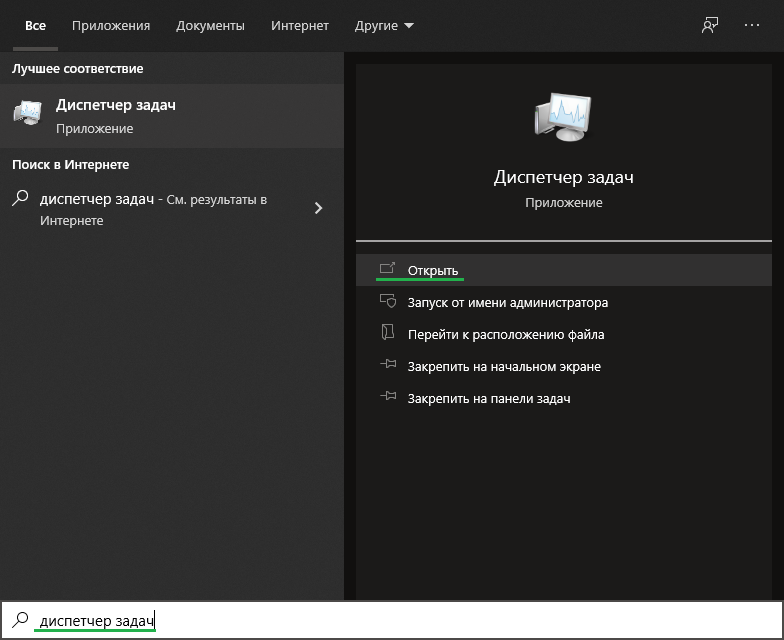 Все Приложения Документы Интернет Другие
Лучшее соответствие
Диспетчер задач
Приложение
Поиск в Интернете
диспетчер задач - См. результаты в
Интернете
Диспетчер задач
Приложение
Открыть
Запуск от имени администратора
Перейти к расположению файла
Закрепить на начальном экране
Закрепить на панели задач
диспетчер задач